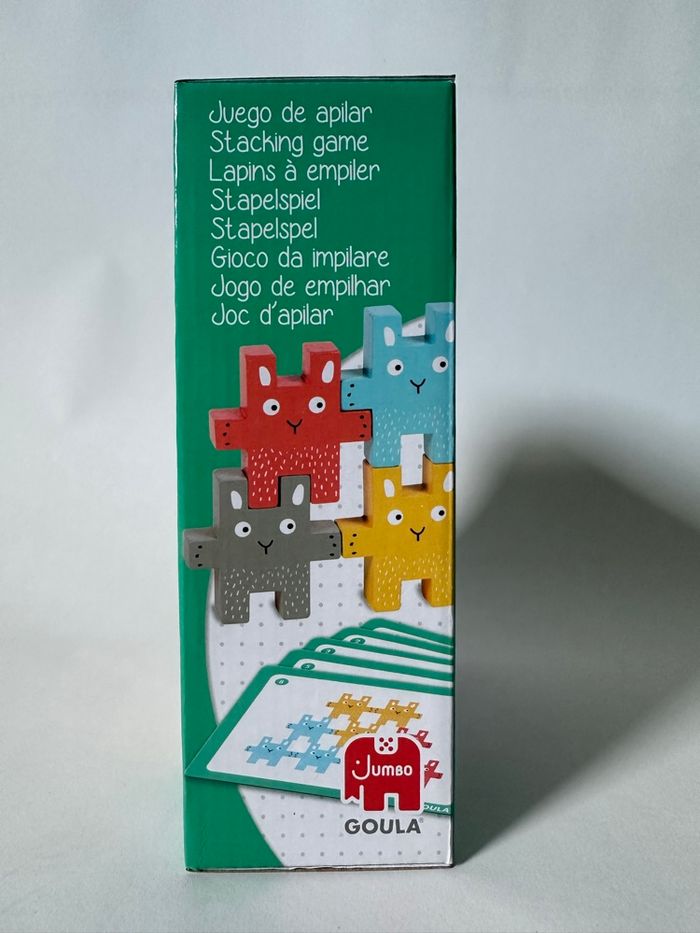 Juego de apilar
Stacking game
Lapins à empiler
Stapelspiel
Stapelspel
Gioco da impilare
Jogo de empilhar
Joc d'apilar
JUMBO
GOULA®